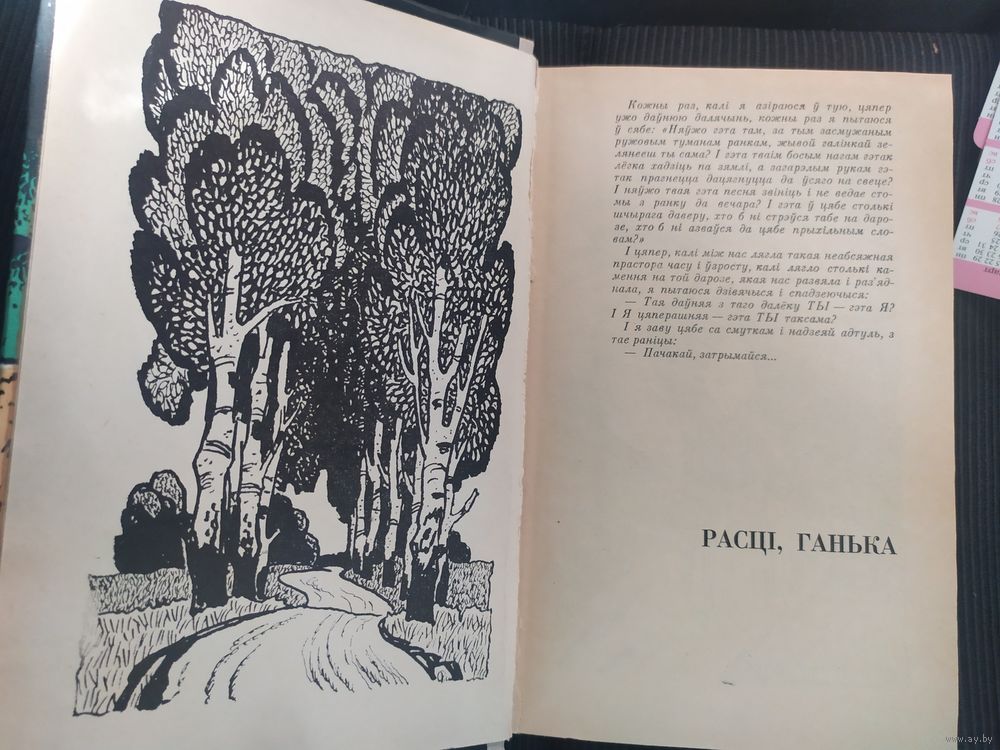 Кожны раз, калі я азіраюся ў тую, цяпер
ужо даўнюю далячынь, кожны раз я пытаюся
ў сябе: «Няўжо гэта там, за тым засмужаным
ружовым туманам ранкам, жывой галінкай зе-
лянееш ты сама? І гэта тваім босым нагам гэтак
лёгка хадзіць па зямлі, а загарэлым рукам гэ-
так прагнецца дацягнуцца да ўсяго на свеце?
І няўжо твая гэта песня звініць і не ведае сто-
мы з ранку да вечара? І гэта ў цябе столькі
шчырага даверу, хто б ні стрэўся табе на даро-
зе, хто б ні азваўся да цябе прыхільным сло-
вам?»
І цяпер, калі між нас лягла такая неабсяжная
прастора часу і ўзросту, калі лягло столькі ка-
мення на той дарозе, якая нас развяла і раз'яд-
нала, я пытаюся дзівячыся і спадзеючыся:
— Тая даўняя з таго далёку ТЫ — гэта Я?
І Я цяперашняя — гэта ТЫ таксама?
І я заву цябе са смуткам і надзеяй адтуль, з
тае раніцы:
— Пачакай, затрымайся...
РАСЦІ, ГАНЬКА
www.ay.by